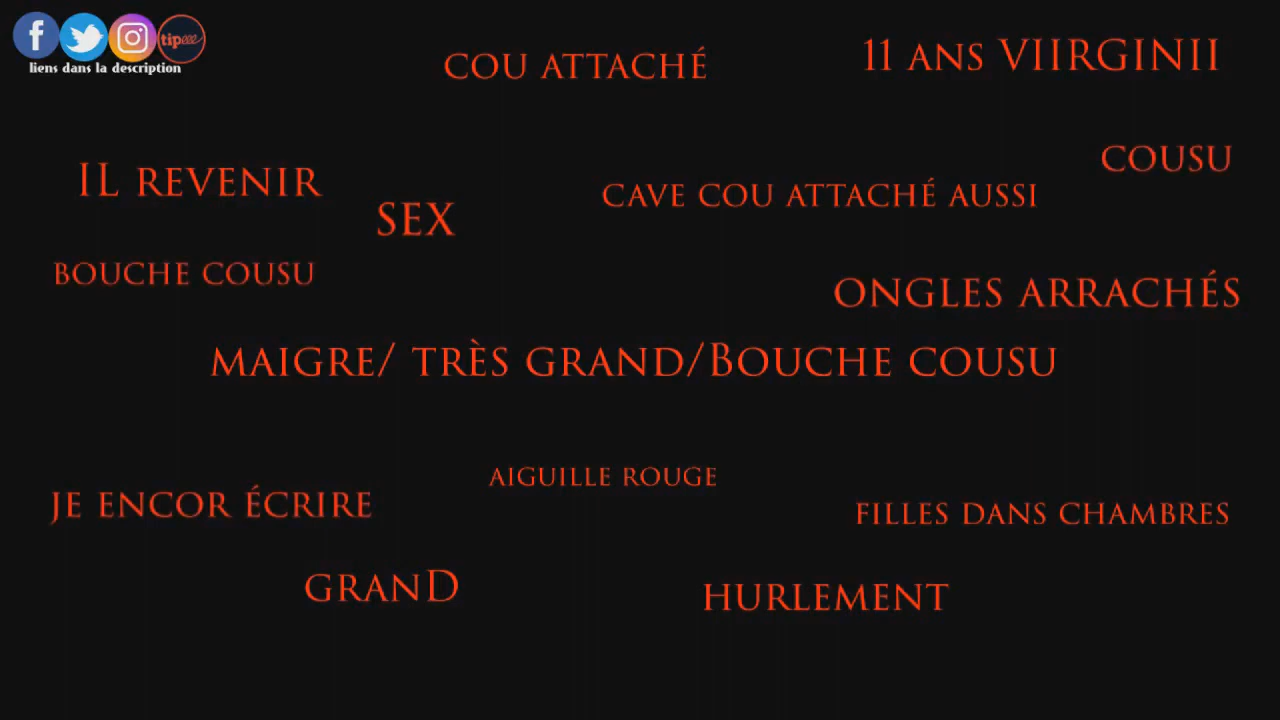 f
tipeee
liens dans la description
COU ATTACHÉ
11 ANS VIIRGINII
COUSU
IL REVENIR
CAVE COU ATTACHÉ AUSSI
SEX
BOUCHE COUSU
ONGLES ARRACHÉS
MAIGRE/ TRÈS GRAND/BOUCHE COUSU
AIGUILLE ROUGE
JE ENCOR ÉCRIRE
FILLES DANS CHAMBRES
GRAND
HURLEMENT